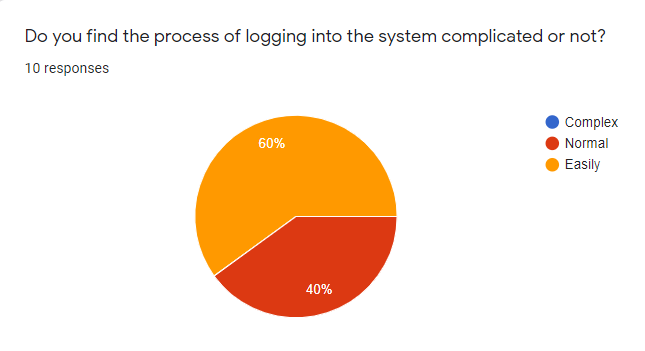 Do you find the process of logging into the system complicated or not?
10 responses
Complex
Normal
Easily
60%
40%